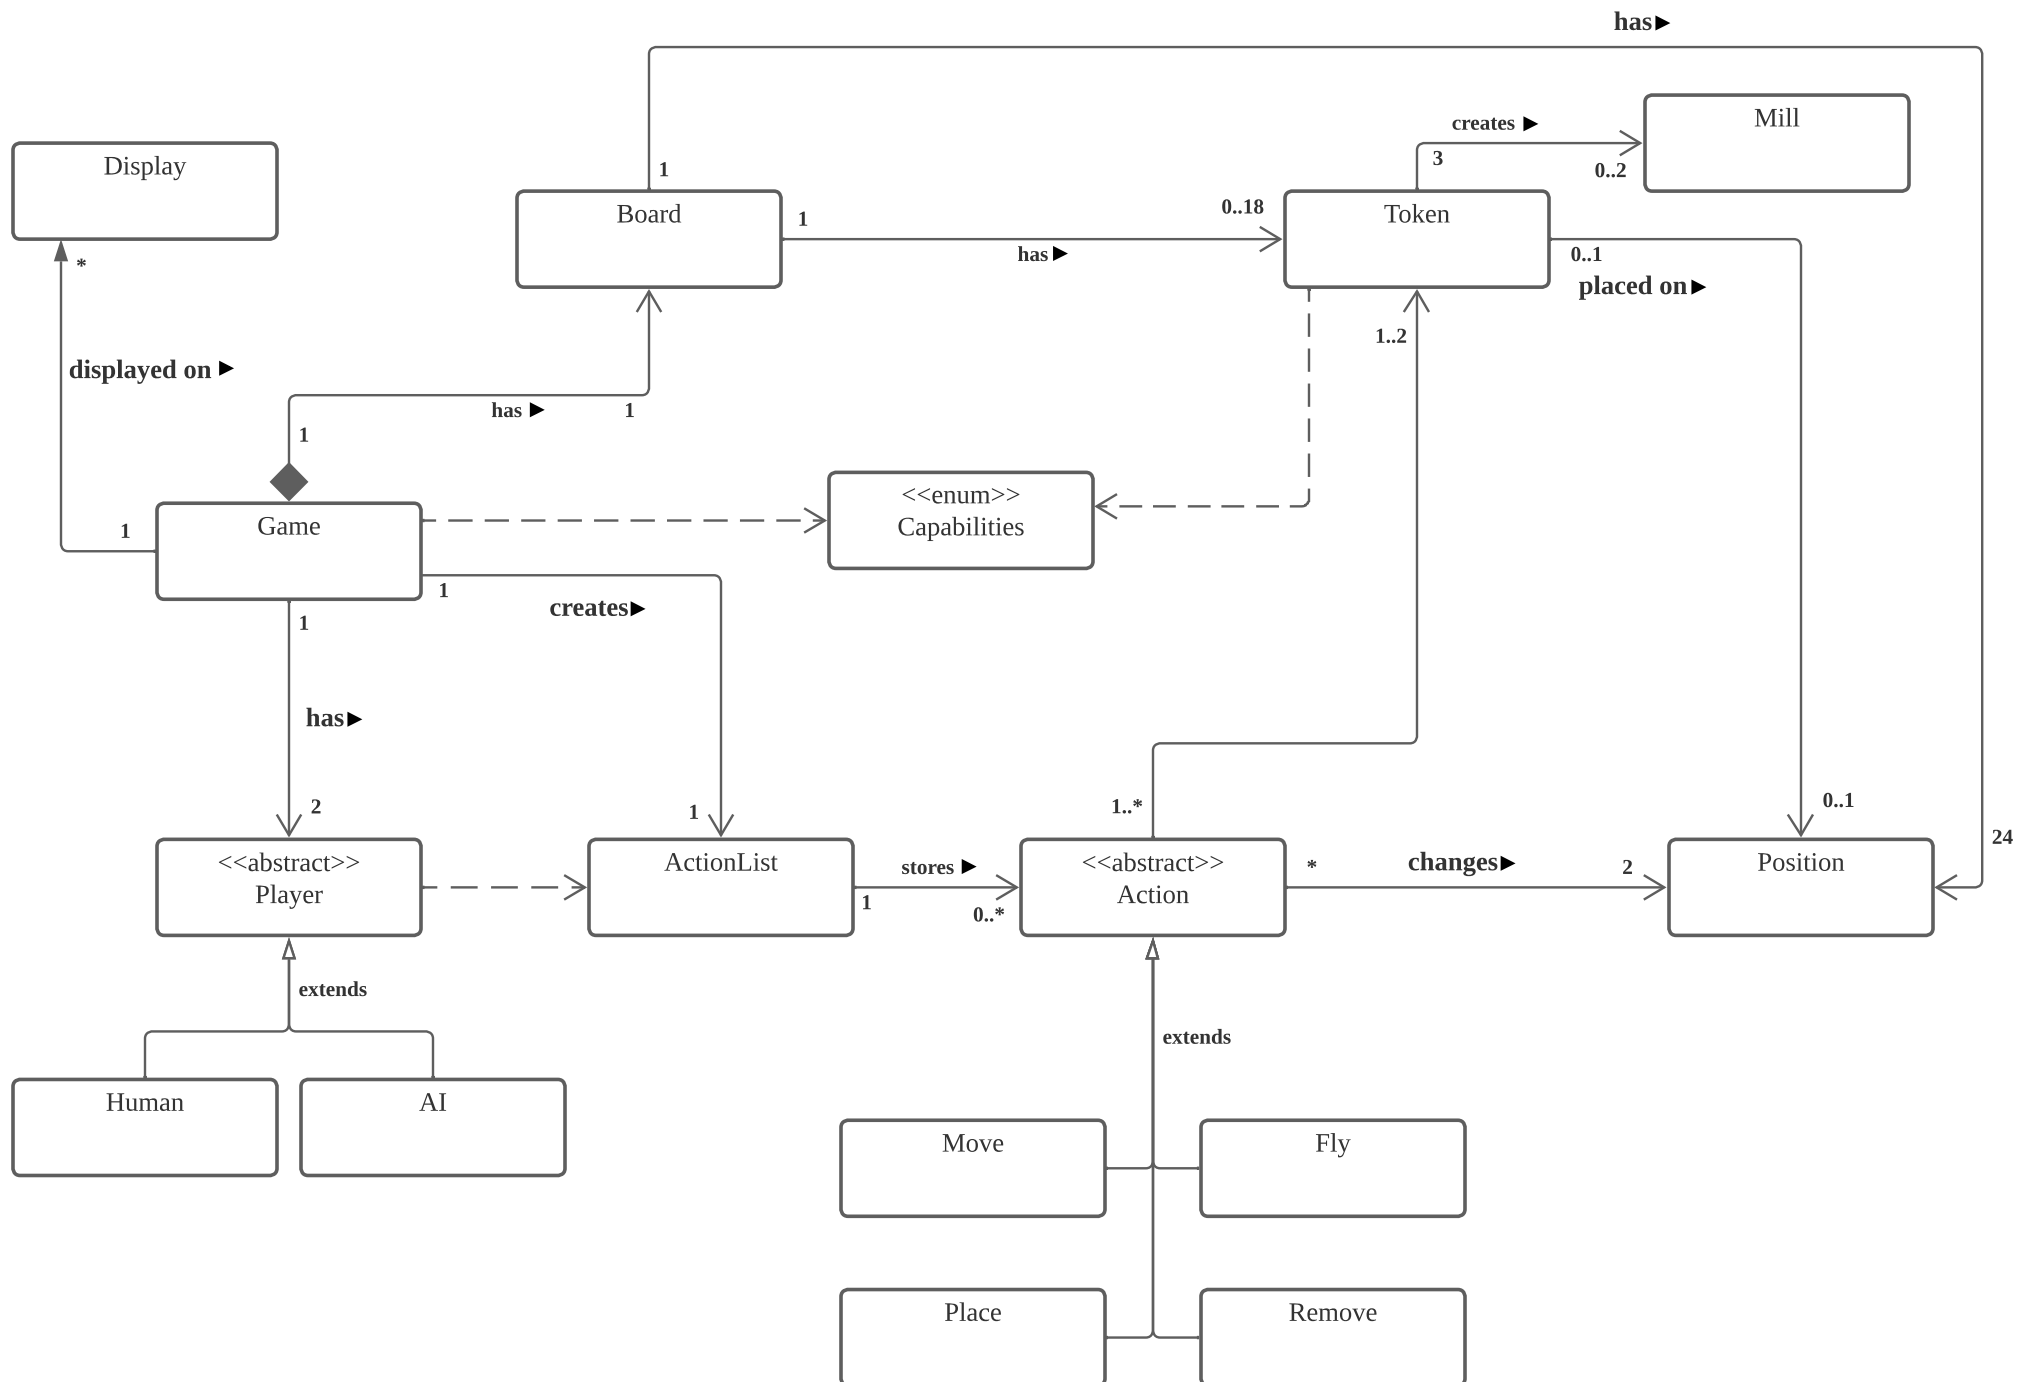 has▶
creates ▶
Mill
3
0..2
Display
1
Board
1
0..18
Token
has▶
0..1
placed on▶
*
1..2
displayed on ▶
has ▶
1
1
<<enum>>
Capabilities
Game
1
1
creates▶
1
has▶
2
1
1..*
0..1
24
<<abstract>>
Player
ActionList
stores ▶
1
0..*
<<abstract>>
Action
*
changes▶
2
Position
extends
extends
Human
AI
Move
Fly
Place
Remove